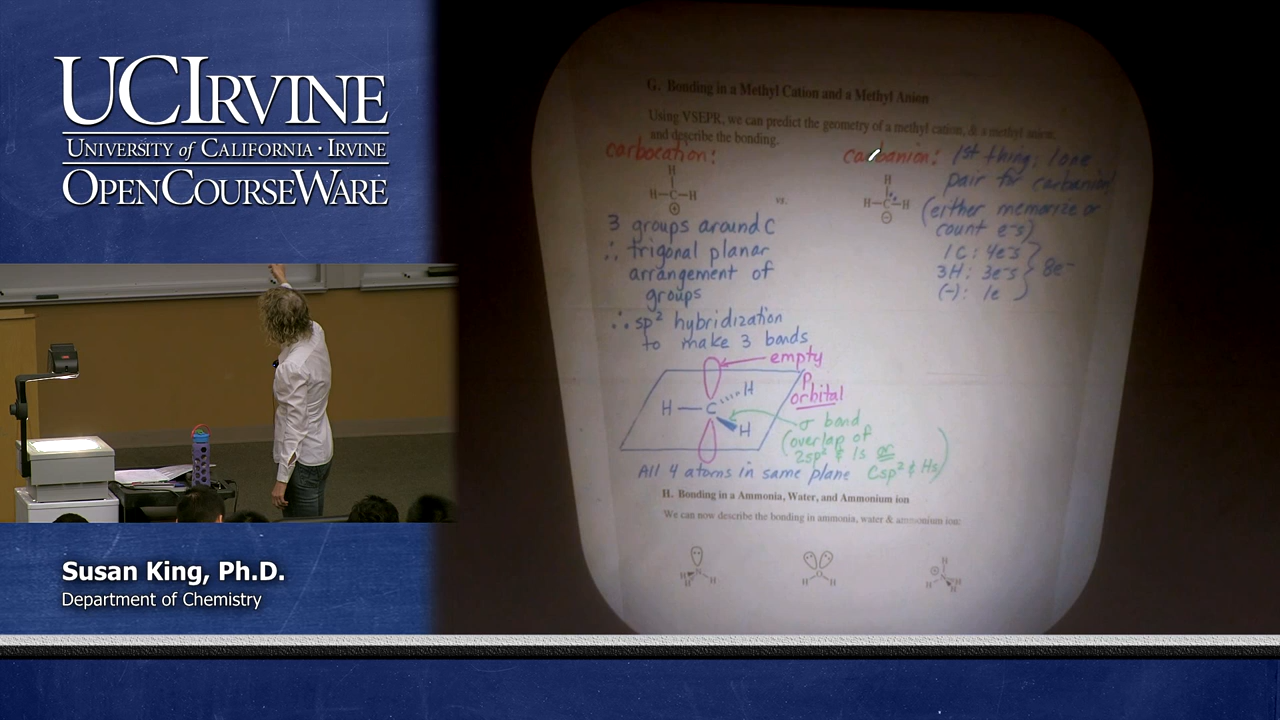 UCIRVINE
UNIVERSITY of CALIFORNIA · IRVINE
OPENCOURSEWARE
Susan King, Ph.D.
Department of Chemistry
G. Bonding in a Methyl Cation and a Methyl Anion
Using VSEPR, we can predict the geometry of a methyl cation, & a methyl anion,
and describe the bonding.
carbocation:
H
H—C—H
⊕
3 groups around C
∴ trigonal planar
arrangement of
groups
∴ sp² hybridization
to make 3 bonds
empty
p
orbital
H—C
H
H
σ bond
(overlap of
2sp² & 1s or
Csp² & Hs)
All 4 atoms in same plane
vs.
carbanion: 1st thing: lone
pair for carbanion
(either memorize or
count e⁻s)
H
H—C—H
⊖
1C: 4e⁻s
3H: 3e⁻s } 8e⁻
(-): 1e
H. Bonding in a Ammonia, Water, and Ammonium ion
We can now describe the bonding in ammonia, water & ammonium ion:
H N H
H
H O H
H
⊕ N
H H